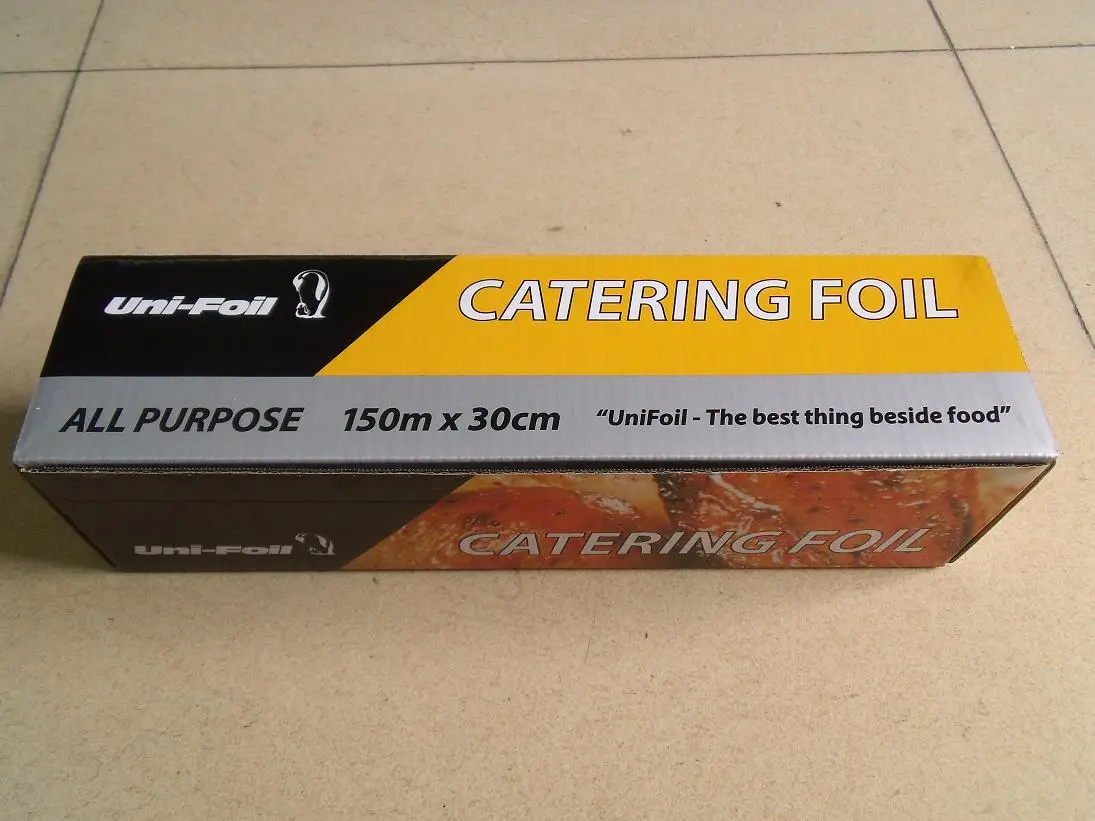 Uni-Foil
CATERING FOIL
ALL PURPOSE 150m x 30cm “UniFoil - The best thing beside food”
Uni-Foil
CATERING FOIL